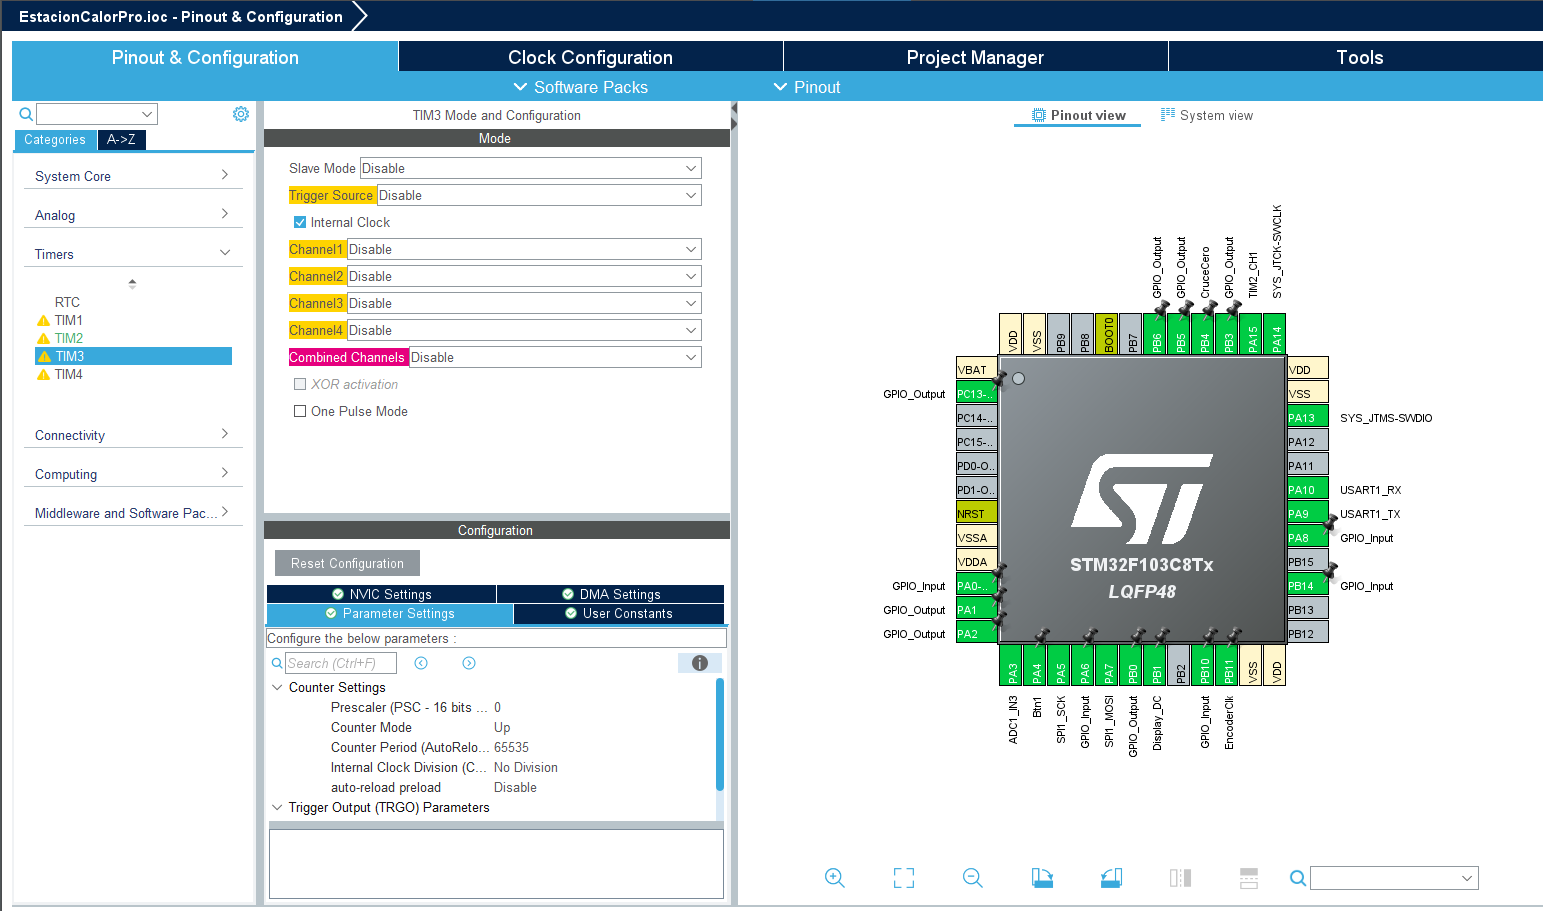 EstacionCalorPro.ioc - Pinout & Configuration
Pinout & Configuration
Clock Configuration
Project Manager
Tools
Software Packs
Pinout
Categories
A->Z
System Core
Analog
Timers
RTC
TIM1
TIM2
TIM3
TIM4
Connectivity
Computing
Middleware and Software Pac...
TIM3 Mode and Configuration
Mode
Slave Mode Disable
Trigger Source Disable
Internal Clock
Channel1 Disable
Channel2 Disable
Channel3 Disable
Channel4 Disable
Combined Channels Disable
XOR activation
One Pulse Mode
Configuration
Reset Configuration
NVIC Settings
DMA Settings
Parameter Settings
User Constants
Configure the below parameters :
Search (Ctrl+F)
i
Counter Settings
Prescaler (PSC - 16 bits ... 0
Counter Mode Up
Counter Period (AutoRelo... 65535
Internal Clock Division (C... No Division
auto-reload preload Disable
Trigger Output (TRGO) Parameters
Pinout view
System view
GPIO_Output
GPIO_Output
CruceCero
GPIO_Output
TIM2_CH1
SYS_JTCK-SWCLK
VDD
VSS
PB9
PB8
BOOT0
PB7
PB6
PB5
PB4
PB3
PA15
PA14
VBAT
GPIO_Output PC13-..
PC14-..
PC15-..
PD0-O..
PD1-O..
NRST
VSSA
VDDA
GPIO_Input PA0-..
GPIO_Output PA1
GPIO_Output PA2
ST
STM32F103C8Tx
LQFP48
VDD
VSS
PA13 SYS_JTMS-SWDIO
PA12
PA11
PA10 USART1_RX
PA9 USART1_TX
PA8 GPIO_Input
PB15
PB14 GPIO_Input
PB13
PB12
PA3
PA4
PA5
PA6
PA7
PB0
PB1
PB2
PB10
PB11
VSS
VDD
ADC1_IN3
Btn1
SPI1_SCK
GPIO_Input
SPI1_MOSI
GPIO_Output
Display_DC
GPIO_Input
EncoderClk